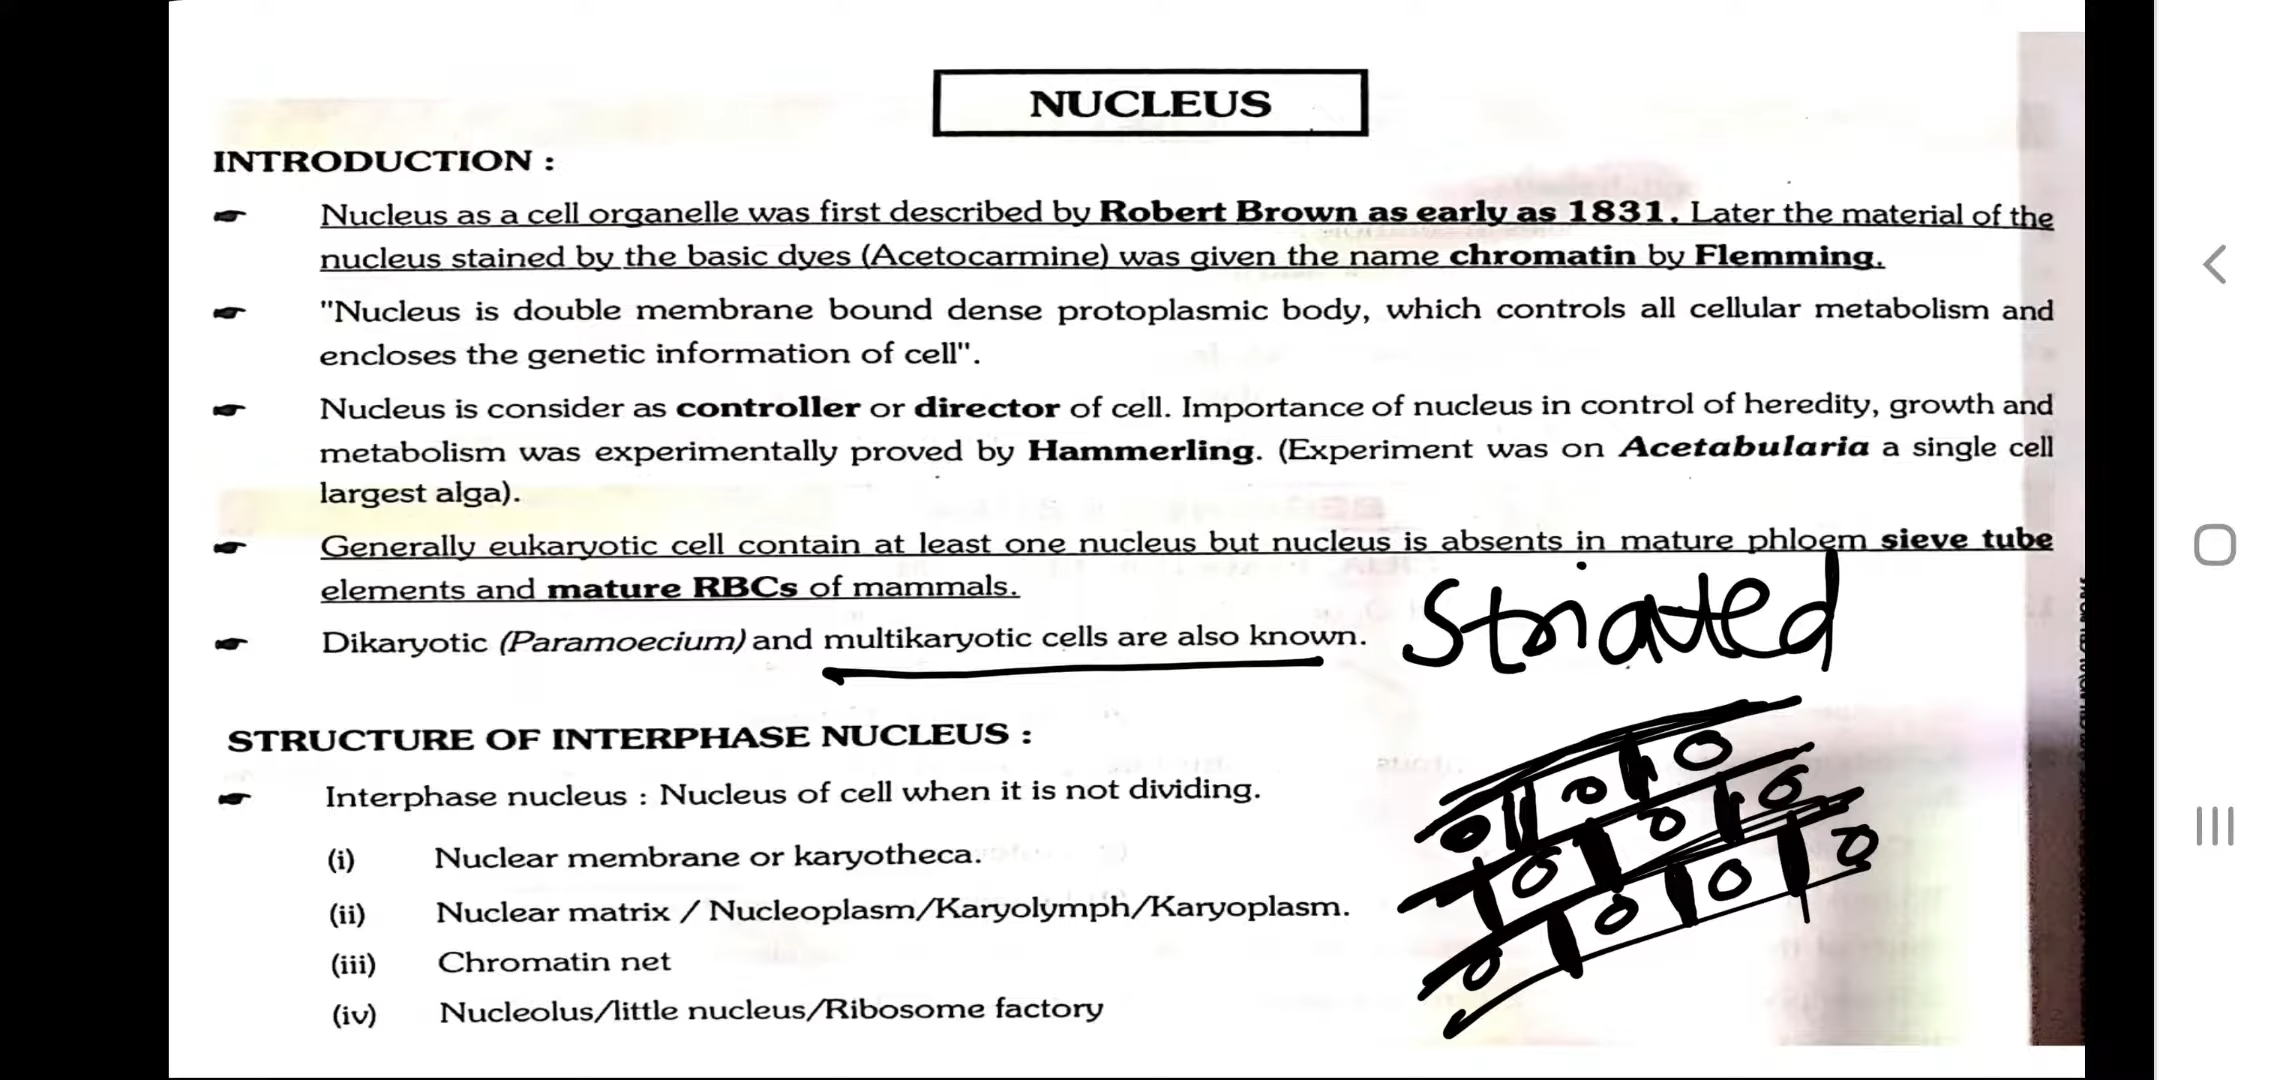 NUCLEUS
INTRODUCTION :
Nucleus as a cell organelle was first described by Robert Brown as early as 1831. Later the material of the
nucleus stained by the basic dyes (Acetocarmine) was given the name chromatin by Flemming.
"Nucleus is double membrane bound dense protoplasmic body, which controls all cellular metabolism and
encloses the genetic information of cell".
Nucleus is consider as controller or director of cell. Importance of nucleus in control of heredity, growth and
metabolism was experimentally proved by Hammerling. (Experiment was on Acetabularia a single cell
largest alga).
Generally eukaryotic cell contain at least one nucleus but nucleus is absents in mature phloem sieve tube
elements and mature RBCs of mammals.
Dikaryotic (Paramoecium) and multikaryotic cells are also known.
Striated
STRUCTURE OF INTERPHASE NUCLEUS :
Interphase nucleus : Nucleus of cell when it is not dividing.
(i) Nuclear membrane or karyotheca.
(ii) Nuclear matrix / Nucleoplasm/Karyolymph/Karyoplasm.
(iii) Chromatin net
(iv) Nucleolus/little nucleus/Ribosome factory